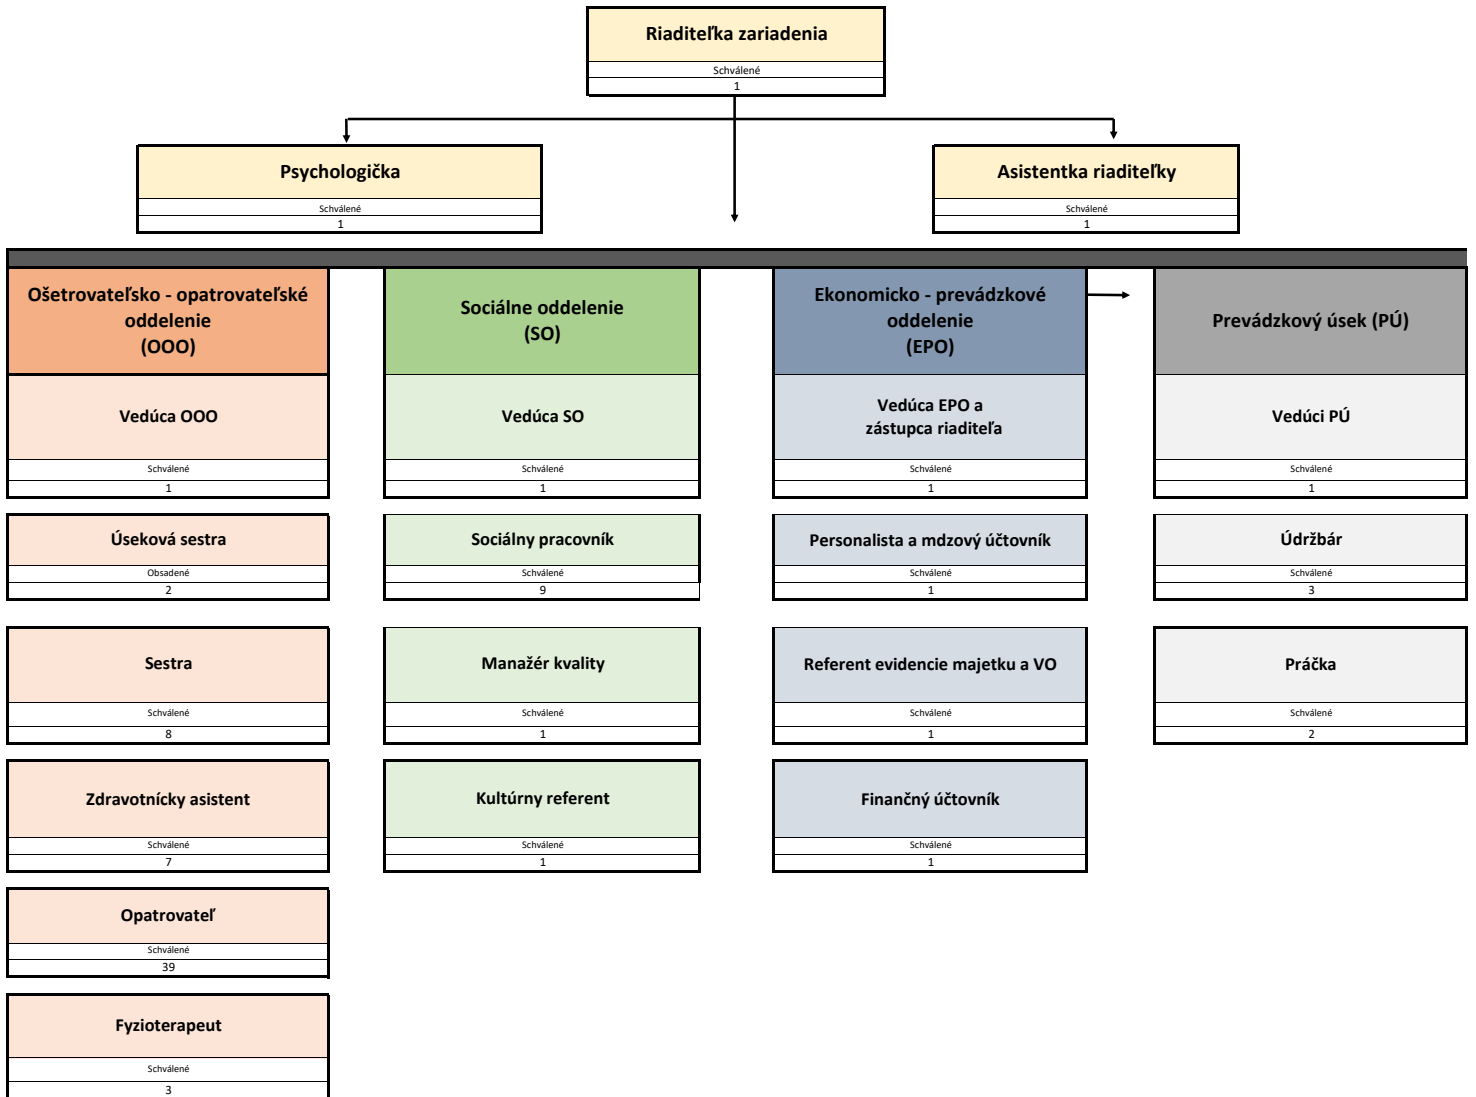 Riaditeľka zariadenia
Schválené
1
Psychologička
Schválené
1
Asistentka riaditeľky
Schválené
1
Ošetrovateľsko - opatrovateľské
oddelenie
(OOO)
Vedúca OOO
Schválené
1
Úseková sestra
Obsadené
2
Sestra
Schválené
8
Zdravotnícky asistent
Schválené
7
Opatrovateľ
Schválené
39
Fyzioterapeut
Schválené
3
Sociálne oddelenie
(SO)
Vedúca SO
Schválené
1
Sociálny pracovník
Schválené
9
Manažér kvality
Schválené
1
Kultúrny referent
Schválené
1
Ekonomicko - prevádzkové
oddelenie
(EPO)
Vedúca EPO a
zástupca riaditeľa
Schválené
1
Personalista a mdzový účtovník
Schválené
1
Referent evidencie majetku a VO
Schválené
1
Finančný účtovník
Schválené
1
Prevádzkový úsek (PÚ)
Vedúci PÚ
Schválené
1
Údržbár
Schválené
3
Práčka
Schválené
2